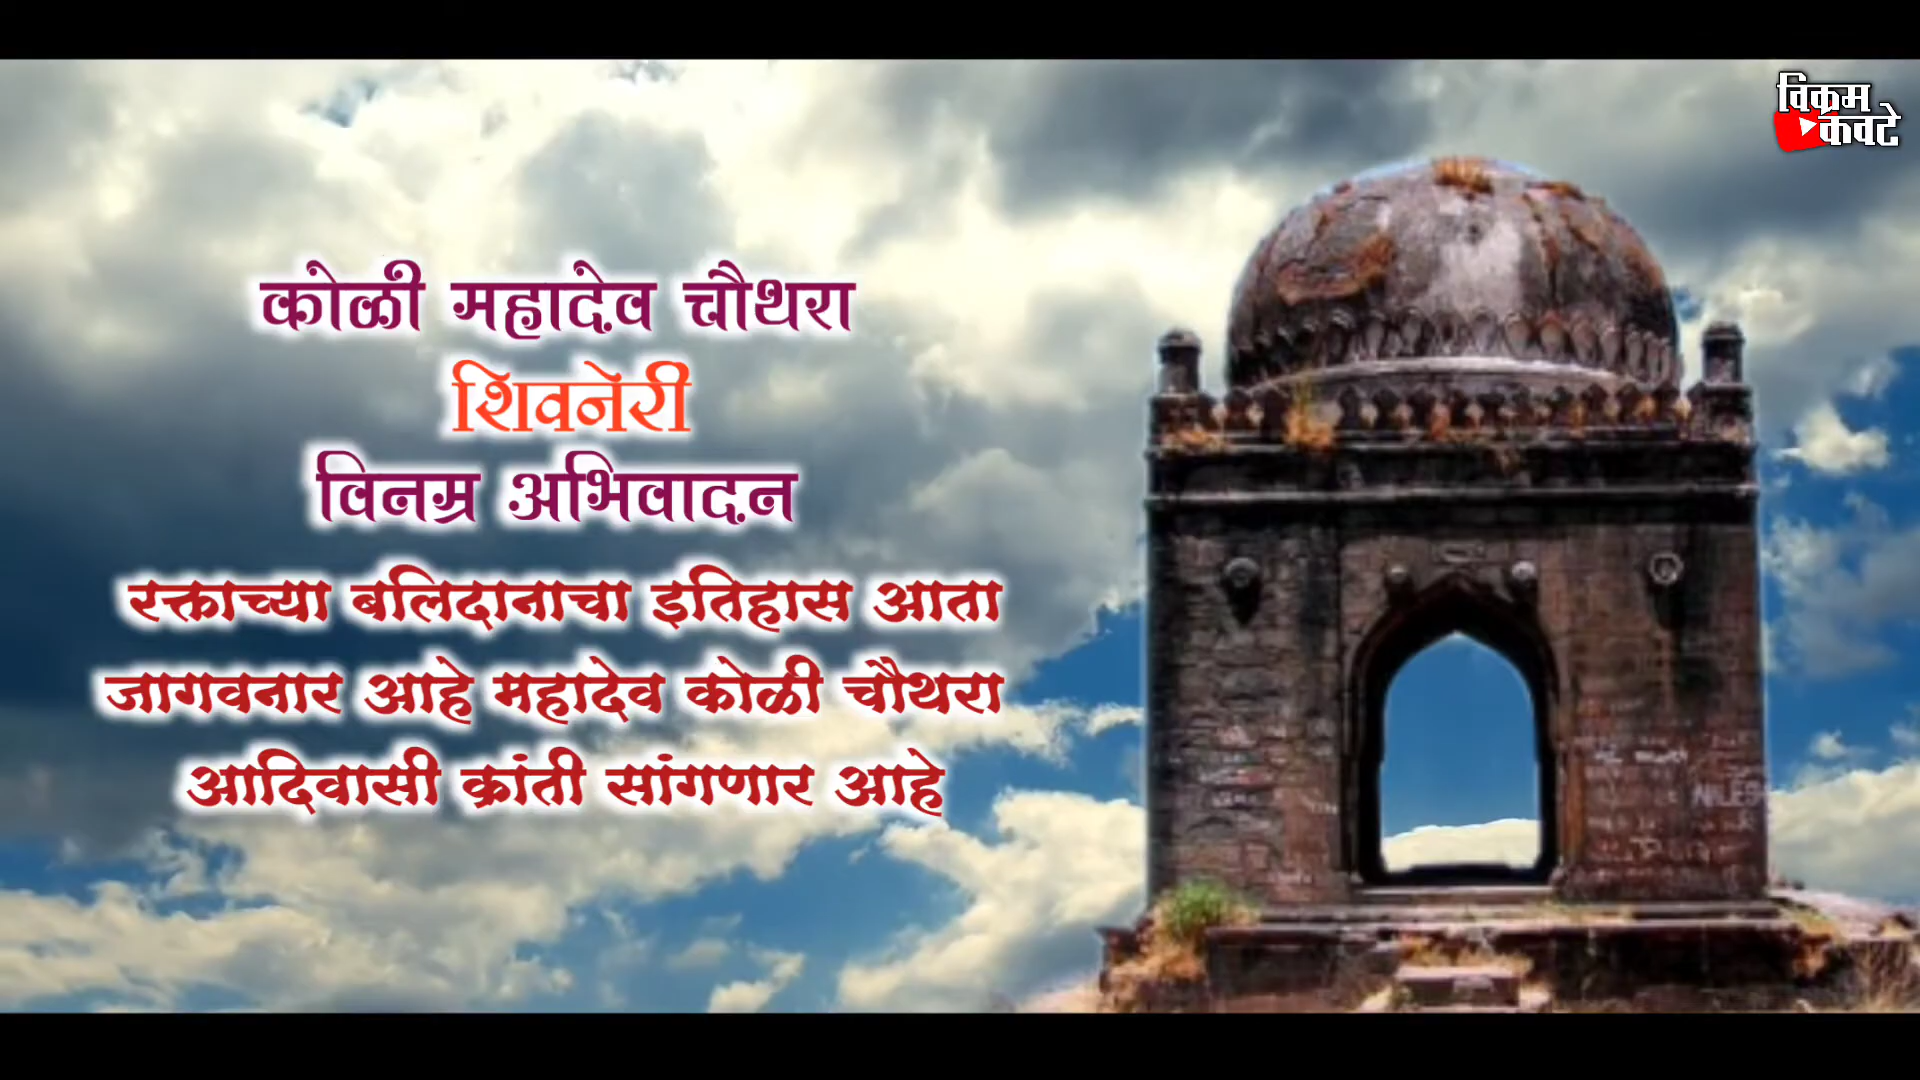 कोळी महादेव चौथरा
शिवनेरी
विनम्र अभिवादन
रक्ताच्या बलिदानाचा इतिहास आता
जागवनार आहे महादेव कोळी चौथरा
आदिवासी क्रांती सांगणार आहे
विक्रम
कवटे